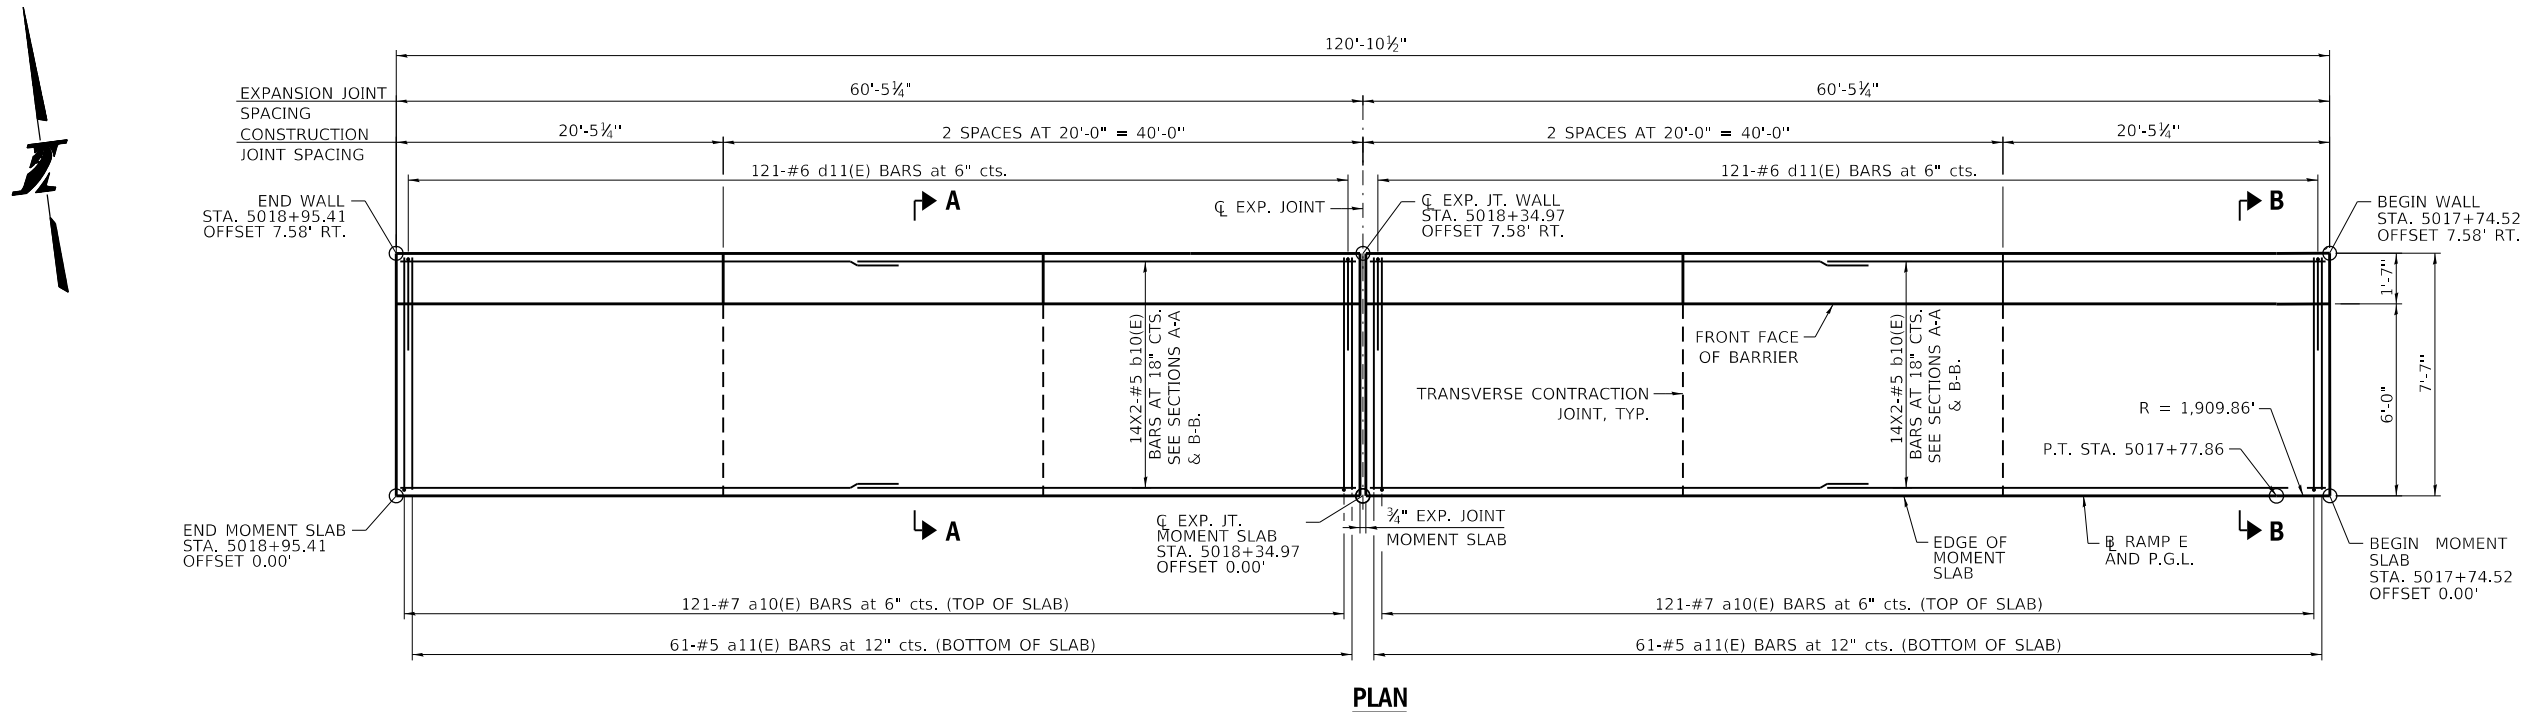 120'-10½"
EXPANSION JOINT
SPACING
60'-5¼"
60'-5¼"
CONSTRUCTION
JOINT SPACING
20'-5¼"
2 SPACES AT 20'-0" = 40'-0"
2 SPACES AT 20'-0" = 40'-0"
20'-5¼"
121-#6 d11(E) BARS at 6" cts.
121-#6 d11(E) BARS at 6" cts.
END WALL
STA. 5018+95.41
OFFSET 7.58' RT.
A
℄ EXP. JOINT
℄ EXP. JT. WALL
STA. 5018+34.97
OFFSET 7.58' RT.
B
BEGIN WALL
STA. 5017+74.52
OFFSET 7.58' RT.
14X2-#5 b10(E)
BARS AT 18" CTS.
SEE SECTIONS A-A
& B-B.
FRONT FACE
OF BARRIER
TRANSVERSE CONTRACTION
JOINT, TYP.
14X2-#5 b10(E)
BARS AT 18" CTS.
SEE SECTIONS A-A
& B-B.
R = 1,909.86'
P.T. STA. 5017+77.86
1'-7"
6'-0"
7'-7"
END MOMENT SLAB
STA. 5018+95.41
OFFSET 0.00'
A
℄ EXP. JT.
MOMENT SLAB
STA. 5018+34.97
OFFSET 0.00'
¾" EXP. JOINT
MOMENT SLAB
EDGE OF
MOMENT
SLAB
B RAMP E
L
AND P.G.L.
B
BEGIN MOMENT
SLAB
STA. 5017+74.52
OFFSET 0.00'
121-#7 a10(E) BARS at 6" cts. (TOP OF SLAB)
121-#7 a10(E) BARS at 6" cts. (TOP OF SLAB)
61-#5 a11(E) BARS at 12" cts. (BOTTOM OF SLAB)
61-#5 a11(E) BARS at 12" cts. (BOTTOM OF SLAB)
PLAN